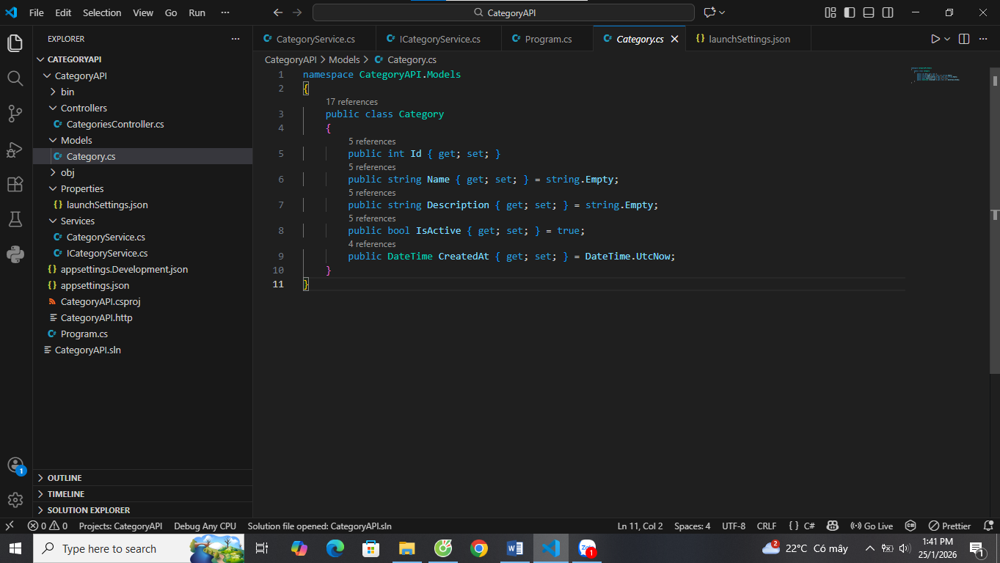 File Edit Selection View Go Run ··· CategoryAPI
EXPLORER ···
CategoryService.cs ICategoryService.cs Program.cs Category.cs launchSettings.json ···
CATEGORYAPI
CategoryAPI
bin
Controllers
CategoriesController.cs
Models
Category.cs
obj
Properties
launchSettings.json
Services
CategoryService.cs
ICategoryService.cs
appsettings.Development.json
appsettings.json
CategoryAPI.csproj
CategoryAPI.http
Program.cs
CategoryAPI.sln
OUTLINE
TIMELINE
SOLUTION EXPLORER
1
CategoryAPI > Models > Category.cs
1 namespace CategoryAPI.Models
2 {
17 references
3 public class Category
4 {
5 references
5 public int Id { get; set; }
5 references
6 public string Name { get; set; } = string.Empty;
5 references
7 public string Description { get; set; } = string.Empty;
5 references
8 public bool IsActive { get; set; } = true;
4 references
9 public DateTime CreatedAt { get; set; } = DateTime.UtcNow;
10 }
11 }
0 0 Projects: CategoryAPI Debug Any CPU Solution file opened: CategoryAPI.sln Ln 11, Col 2 Spaces: 4 UTF-8 CRLF { } C# Go Live Prettier
Type here to search 22°C Có mây 1:41 PM
25/1/2026
2
1
1